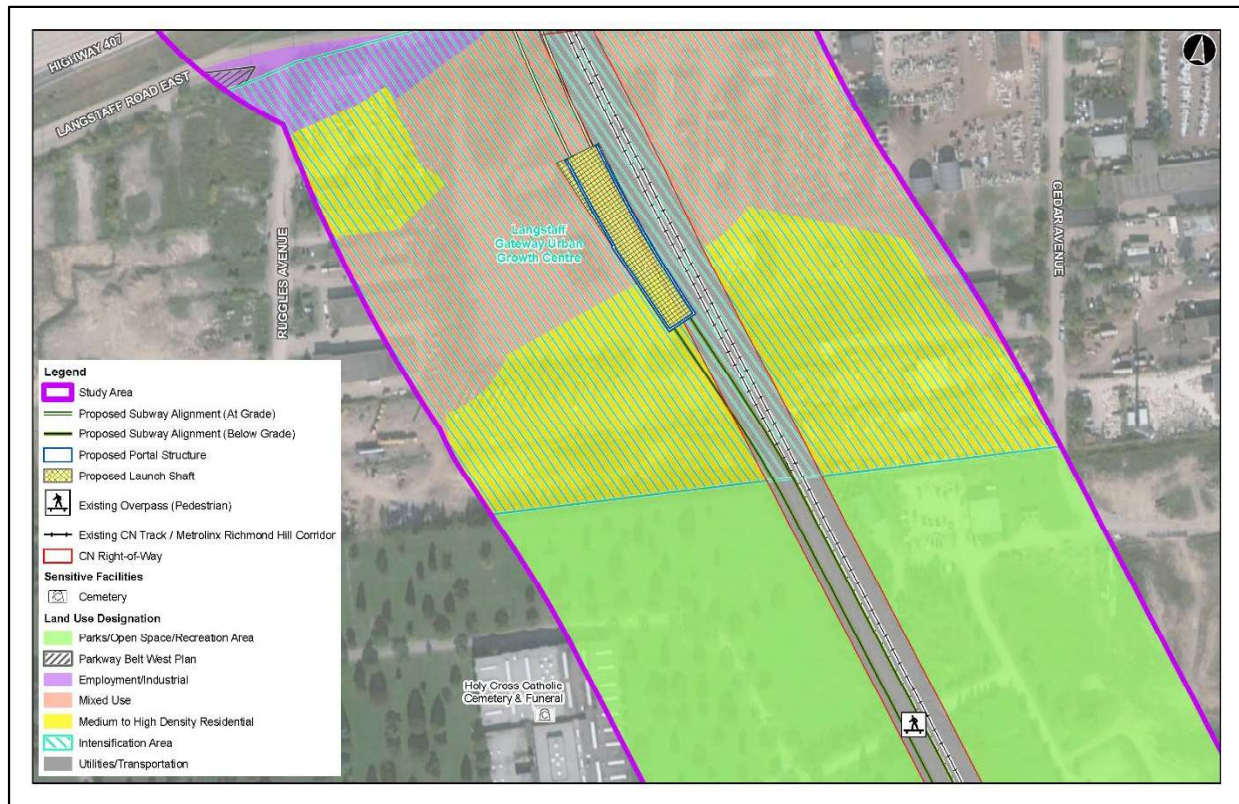 HIGHWAY 407
LANGSTAFF ROAD EAST
RUGGLES AVENUE
Langstaff
Gateway Urban
Growth Centre
CEDAR AVENUE
Legend
Study Area
Proposed Subway Alignment (At Grade)
Proposed Subway Alignment (Below Grade)
Proposed Portal Structure
Proposed Launch Shaft
Existing Overpass (Pedestrian)
Existing CN Track / Metrolinx Richmond Hill Corridor
CN Right-of-Way
Sensitive Facilities
Cemetery
Land Use Designation
Parks/Open Space/Recreation Area
Parkway Belt West Plan
Employment/Industrial
Mixed Use
Medium to High Density Residential
Intensification Area
Utilities/Transportation
Holy Cross Catholic
Cemetery & Funeral